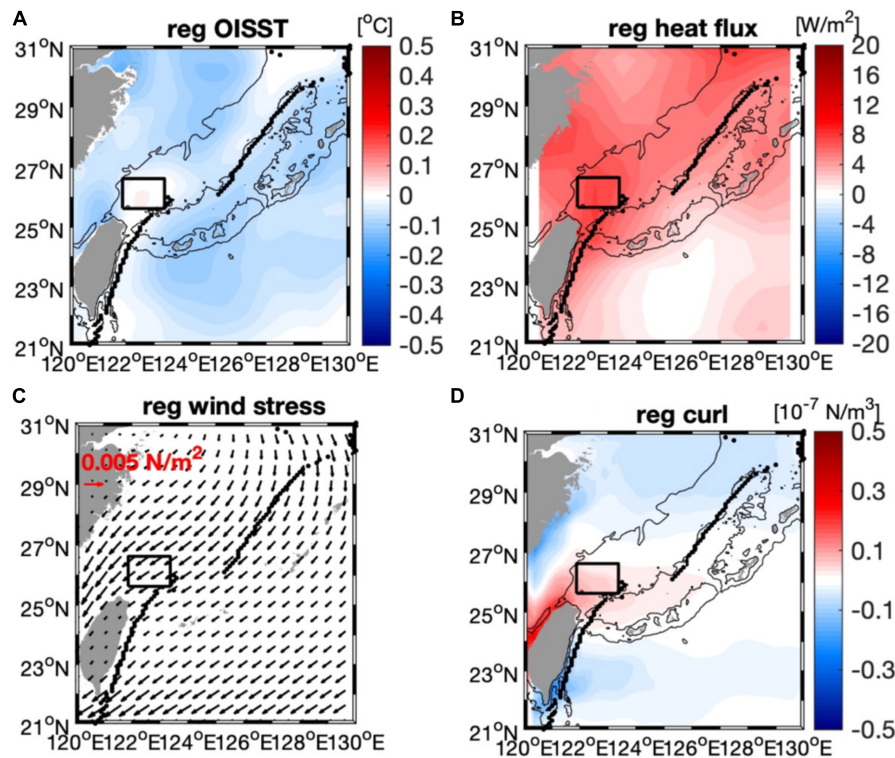 A
reg OISST
[°C]
31°N
29°N
27°N
25°N
23°N
21°N
120°E122°E124°E126°E128°E130°E
0.5
0.4
0.3
0.2
0.1
0
-0.1
-0.2
-0.3
-0.4
-0.5
B
reg heat flux
[W/m²]
31°N
29°N
27°N
25°N
23°N
21°N
120°E122°E124°E126°E128°E130°E
20
16
12
8
4
0
-4
-8
-12
-16
-20
C
reg wind stress
0.005 N/m²
31°N
29°N
27°N
25°N
23°N
21°N
120°E122°E124°E126°E128°E130°E
D
reg curl
[10⁻⁷ N/m³]
31°N
29°N
27°N
25°N
23°N
21°N
120°E122°E124°E126°E128°E130°E
0.5
0.3
0.1
-0.1
-0.3
-0.5